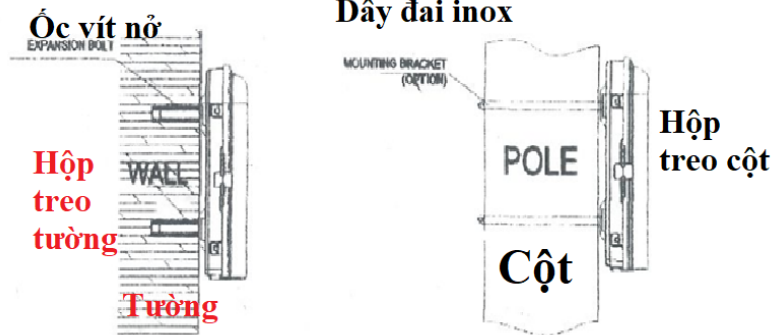 Ốc vít nở
EXPANSION BOLT
Hộp
treo
tường
WALL
Tường
Dây đai inox
MOUNTING BRACKET
(OPTION)
POLE
Cột
Hộp
treo cột